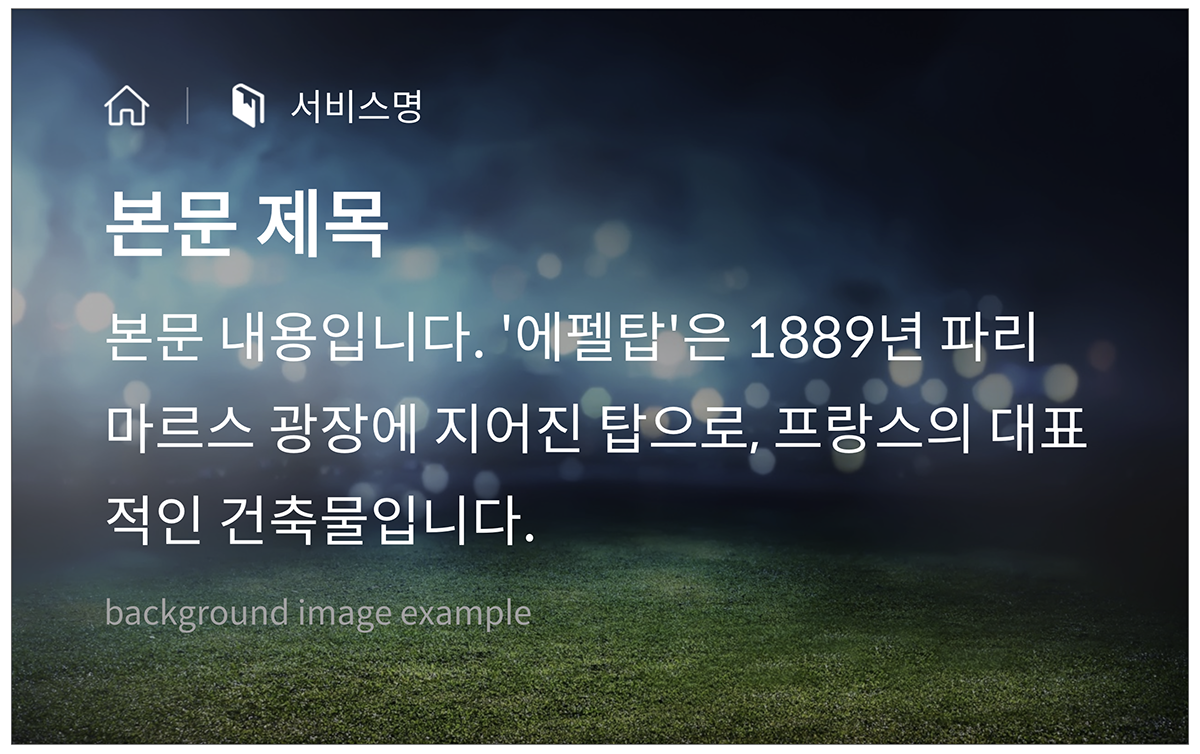 서비스명
본문 제목
본문 내용입니다. '에펠탑'은 1889년 파리
마르스 광장에 지어진 탑으로, 프랑스의 대표
적인 건축물입니다.
background image example